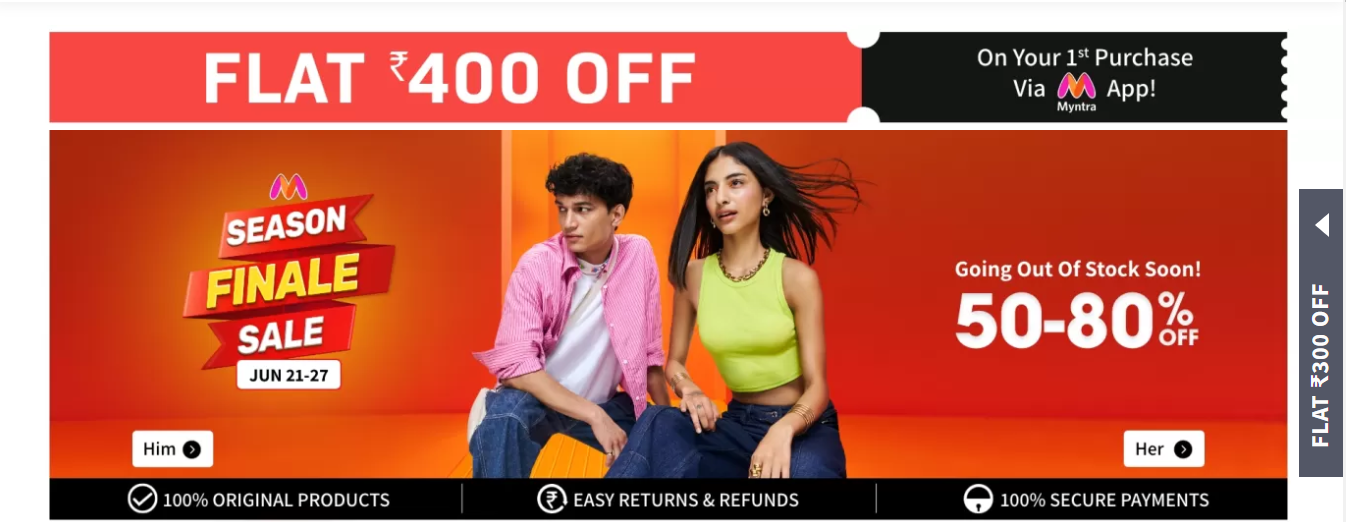 FLAT ₹400 OFF
On Your 1st Purchase
Via Myntra App!
SEASON
FINALE
SALE
JUN 21-27
Going Out Of Stock Soon!
50-80% OFF
Him
Her
FLAT ₹300 OFF
100% ORIGINAL PRODUCTS
EASY RETURNS & REFUNDS
100% SECURE PAYMENTS